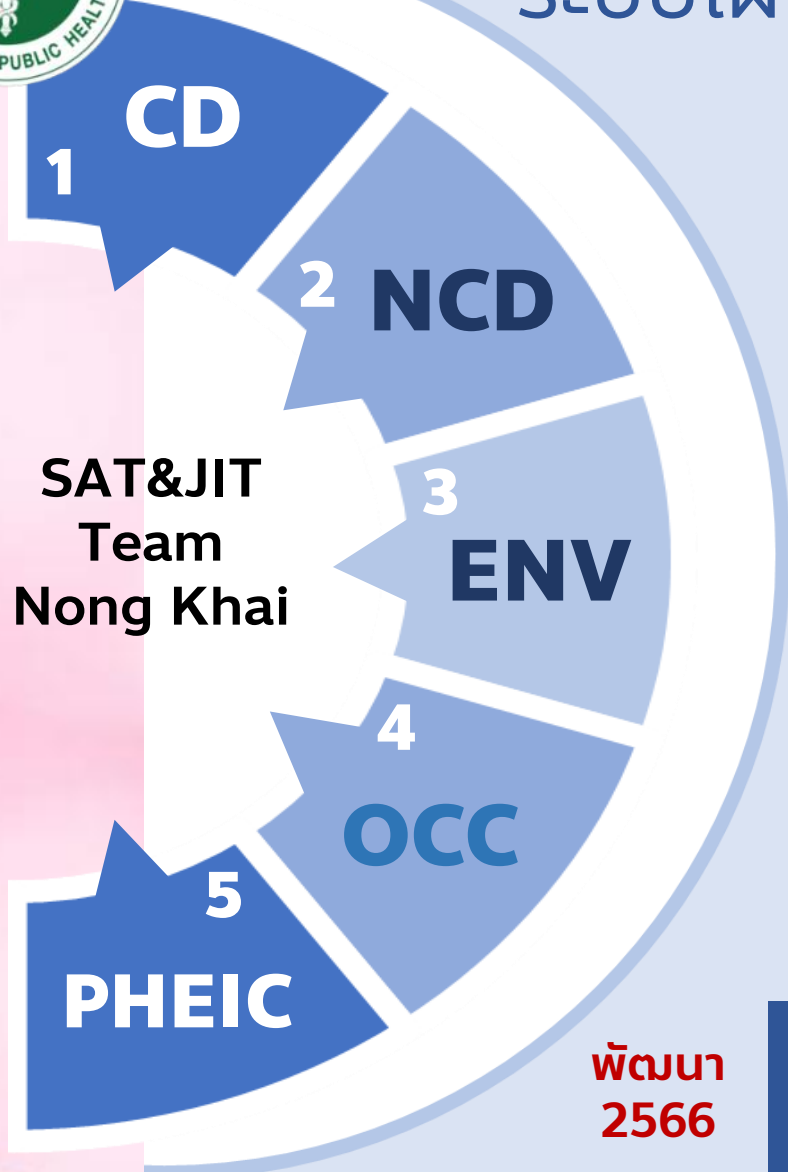 PUBLIC HEALT
1 CD
2 NCD
SAT&JIT
Team
Nong Khai
3
ENV
4
OCC
5
PHEIC
พัฒนา
2566